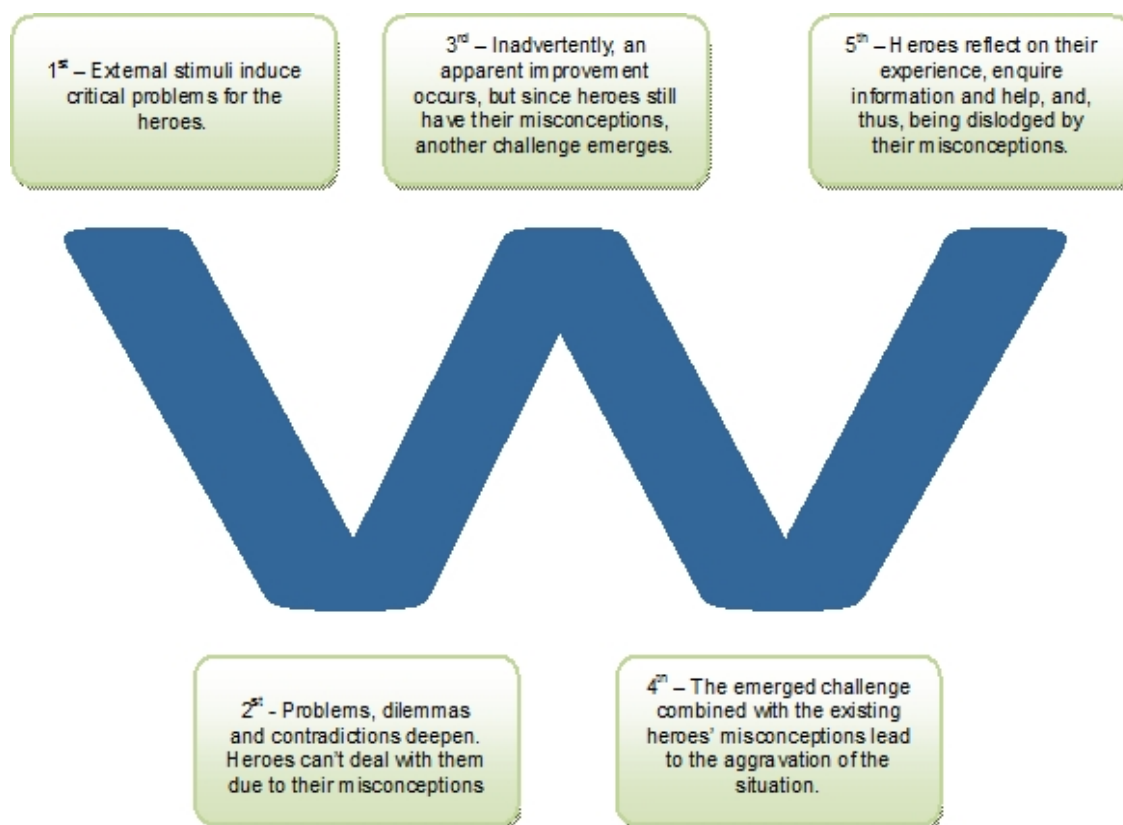 1st – External stimuli induce
critical problems for the
heroes.
3rd – Inadvertently, an
apparent improvement
occurs, but since heroes still
have their misconceptions,
another challenge emerges.
5th – Heroes reflect on their
experience, enquire
information and help, and,
thus, being dislodged by
their misconceptions.
2st - Problems, dilemmas
and contradictions deepen.
Heroes can't deal with them
due to their misconceptions
4th – The emerged challenge
combined with the existing
heroes' misconceptions lead
to the aggravation of the
situation.